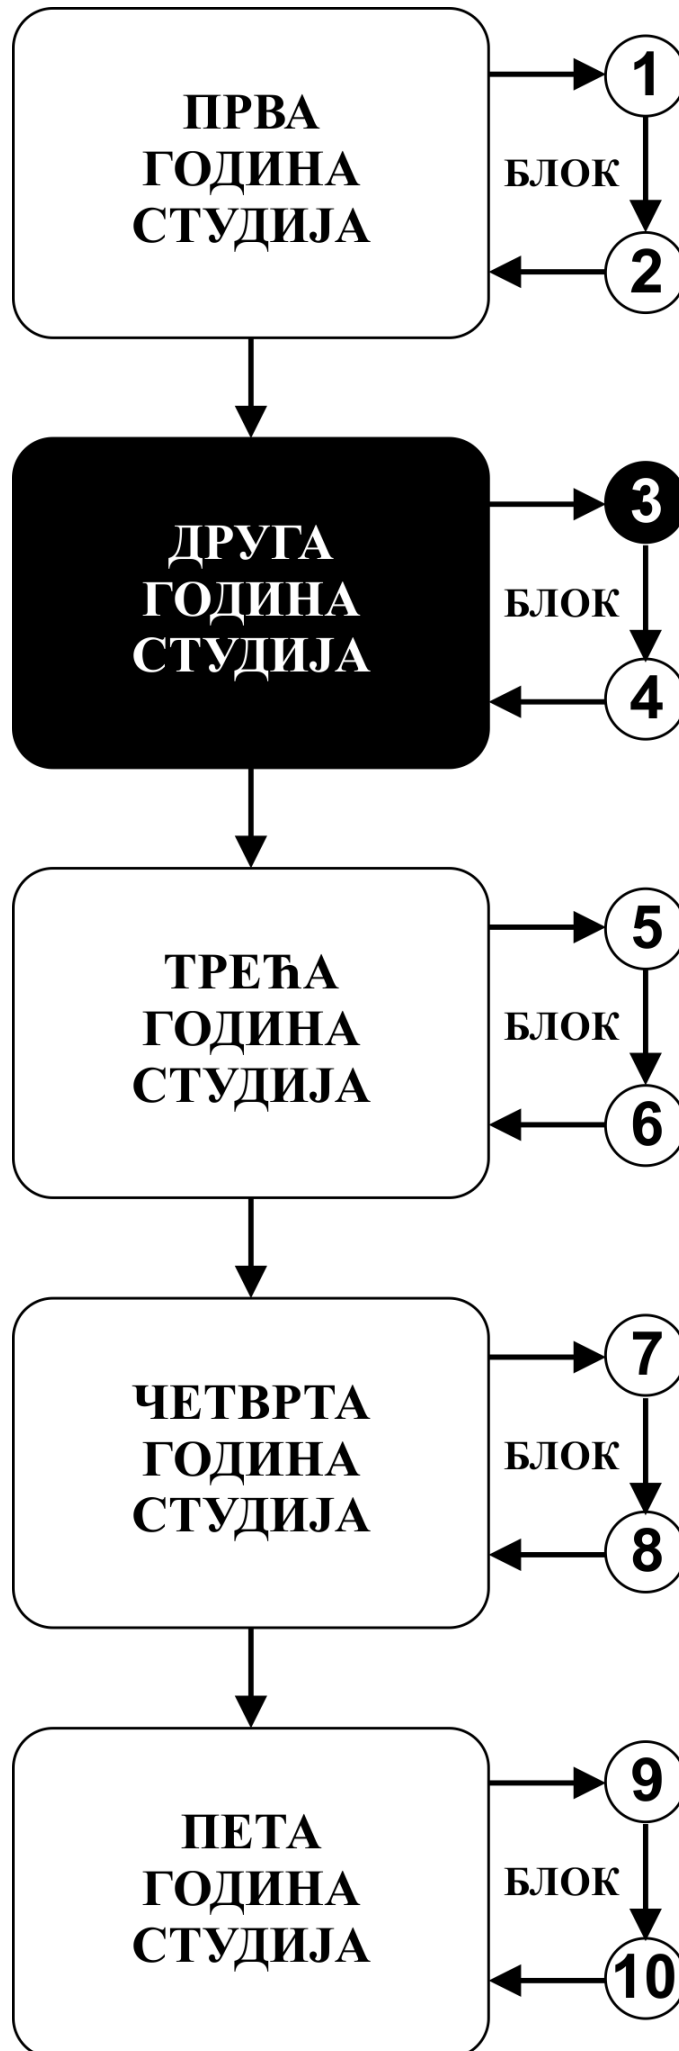 ПРВА
ГОДИНА
СТУДИЈА
1
БЛОК
2
ДРУГА
ГОДИНА
СТУДИЈА
3
БЛОК
4
ТРЕЋА
ГОДИНА
СТУДИЈА
5
БЛОК
6
ЧЕТВРТА
ГОДИНА
СТУДИЈА
7
БЛОК
8
ПЕТА
ГОДИНА
СТУДИЈА
9
БЛОК
10